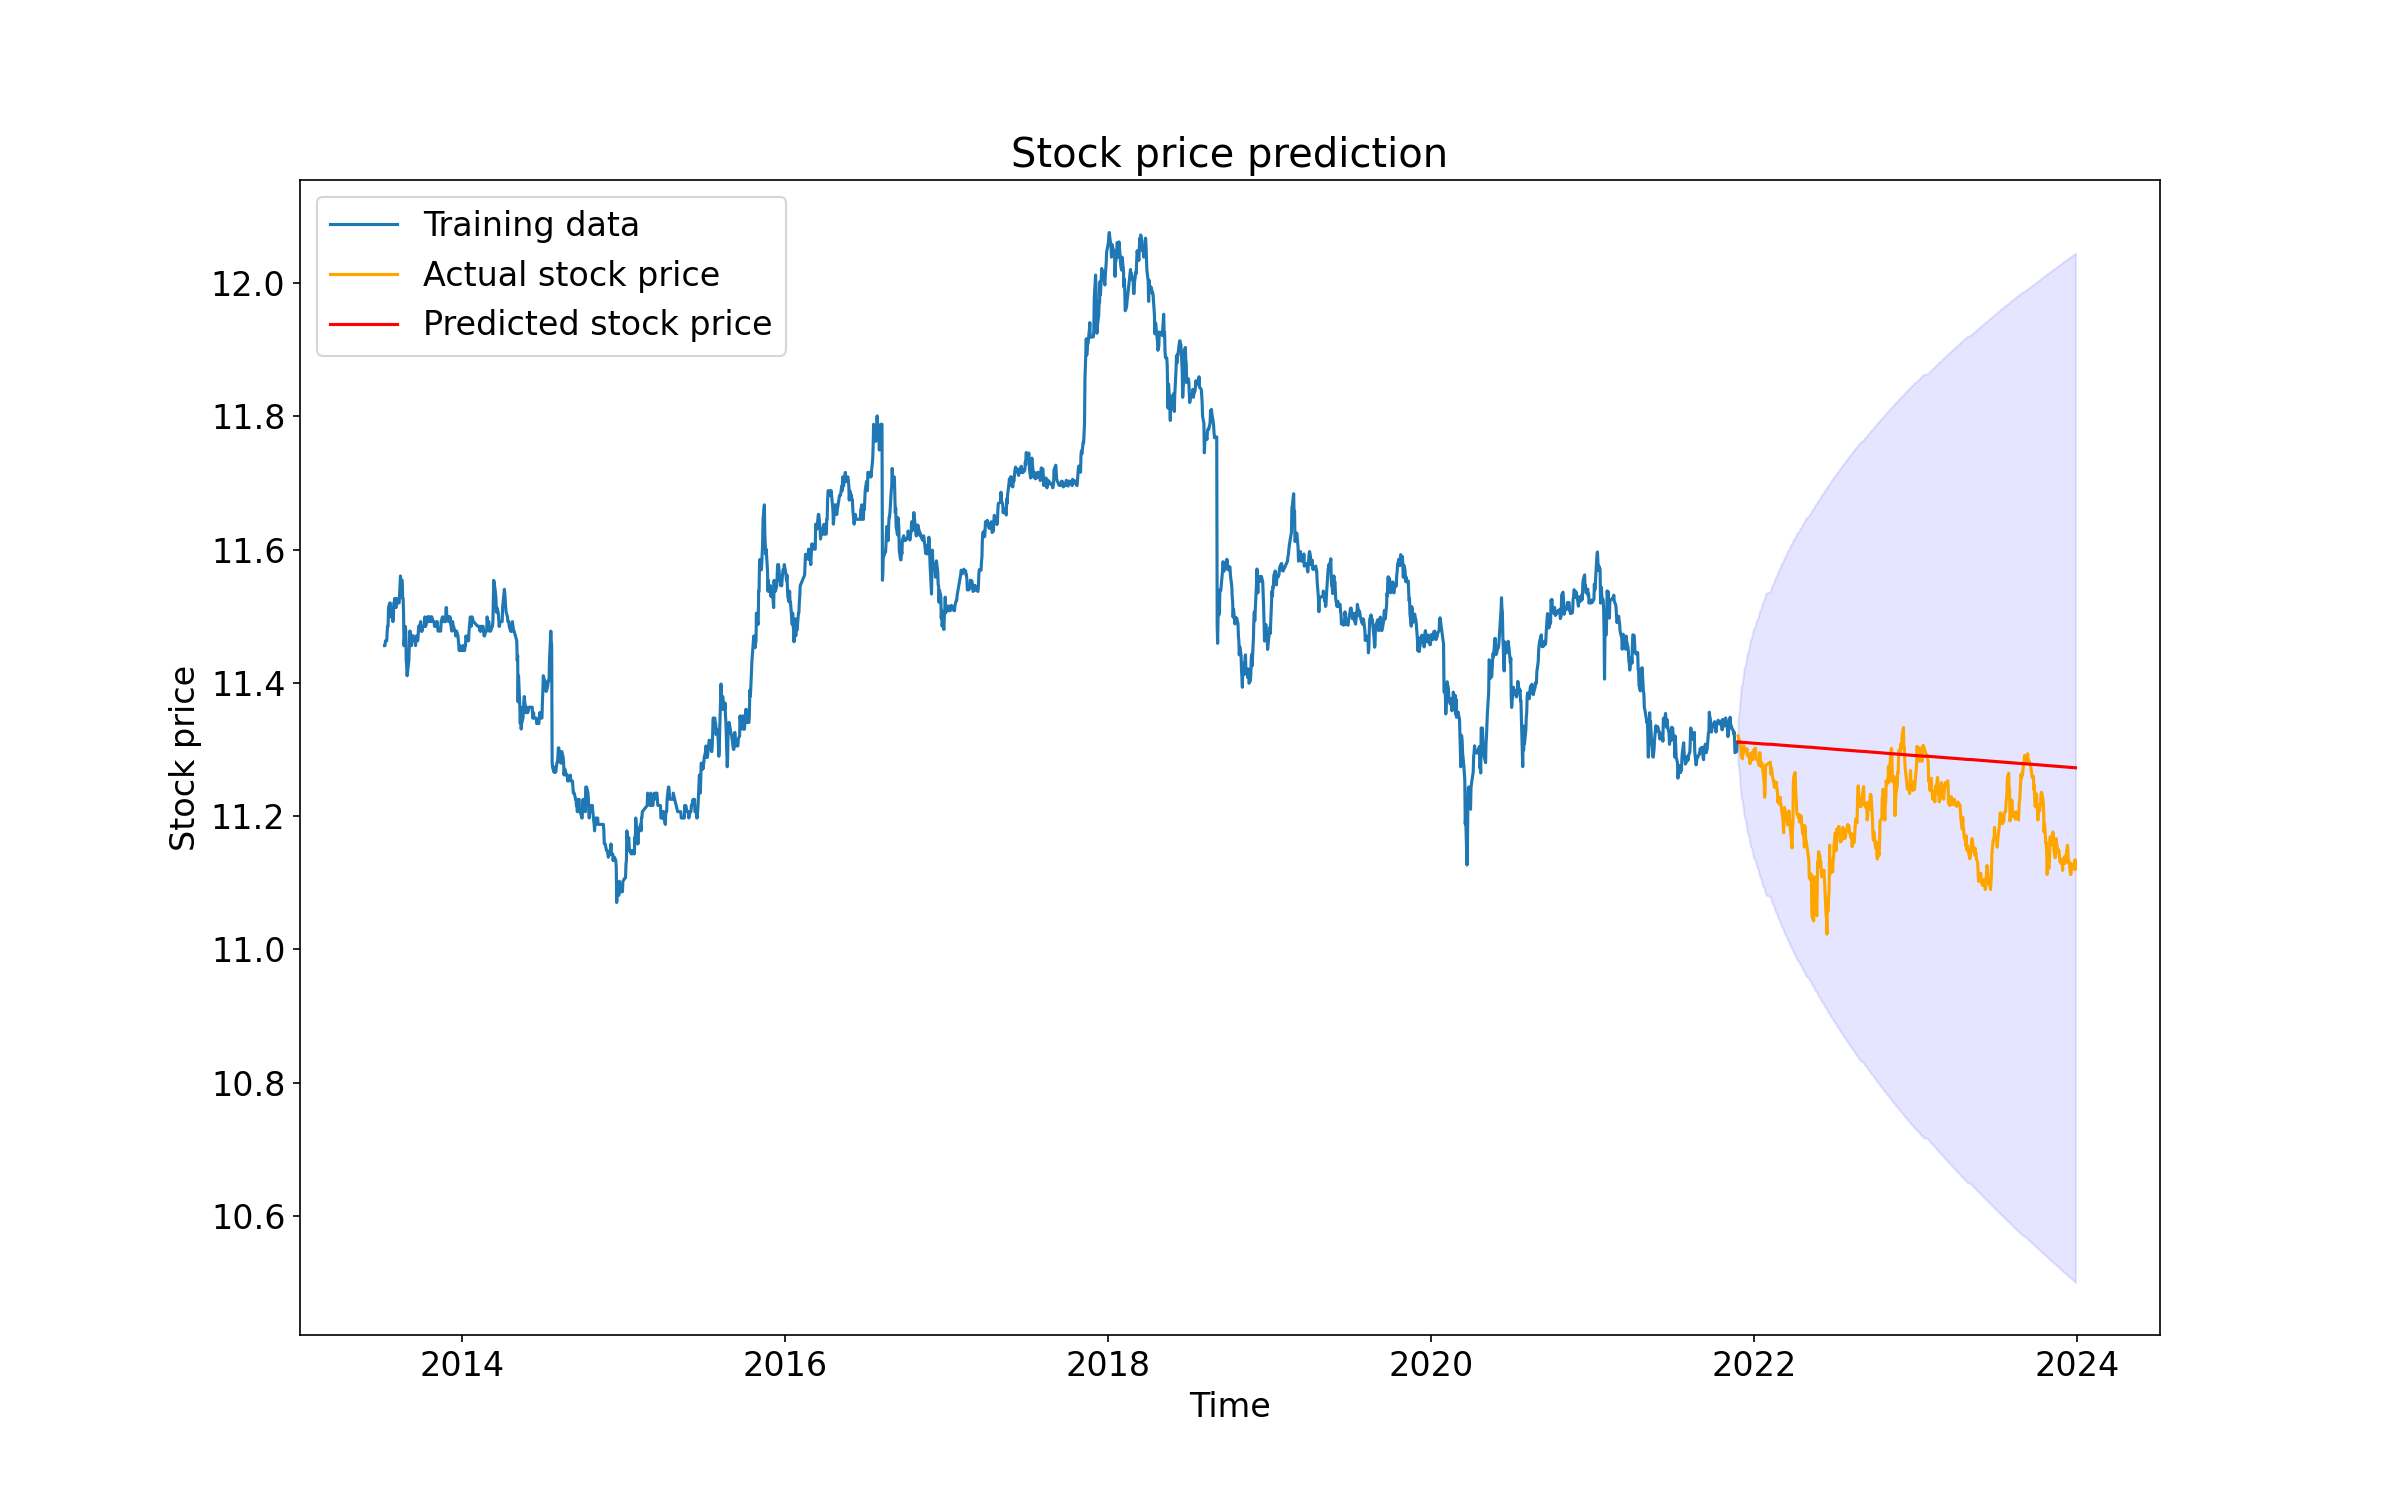 Stock price prediction
Training data
Actual stock price
Predicted stock price
12.0
11.8
11.6
11.4
11.2
11.0
10.8
10.6
Stock price
2014 2016 2018 2020 2022 2024
Time